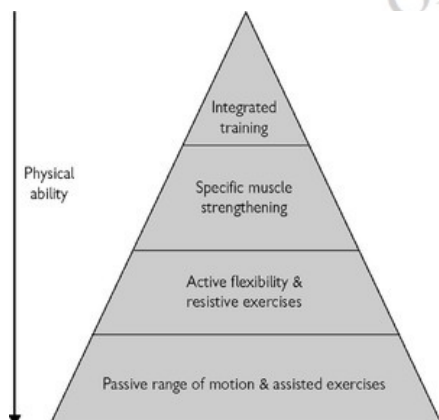 Integrated
training
Physical
ability
Specific muscle
strengthening
Active flexibility &
resistive exercises
Passive range of motion & assisted exercises